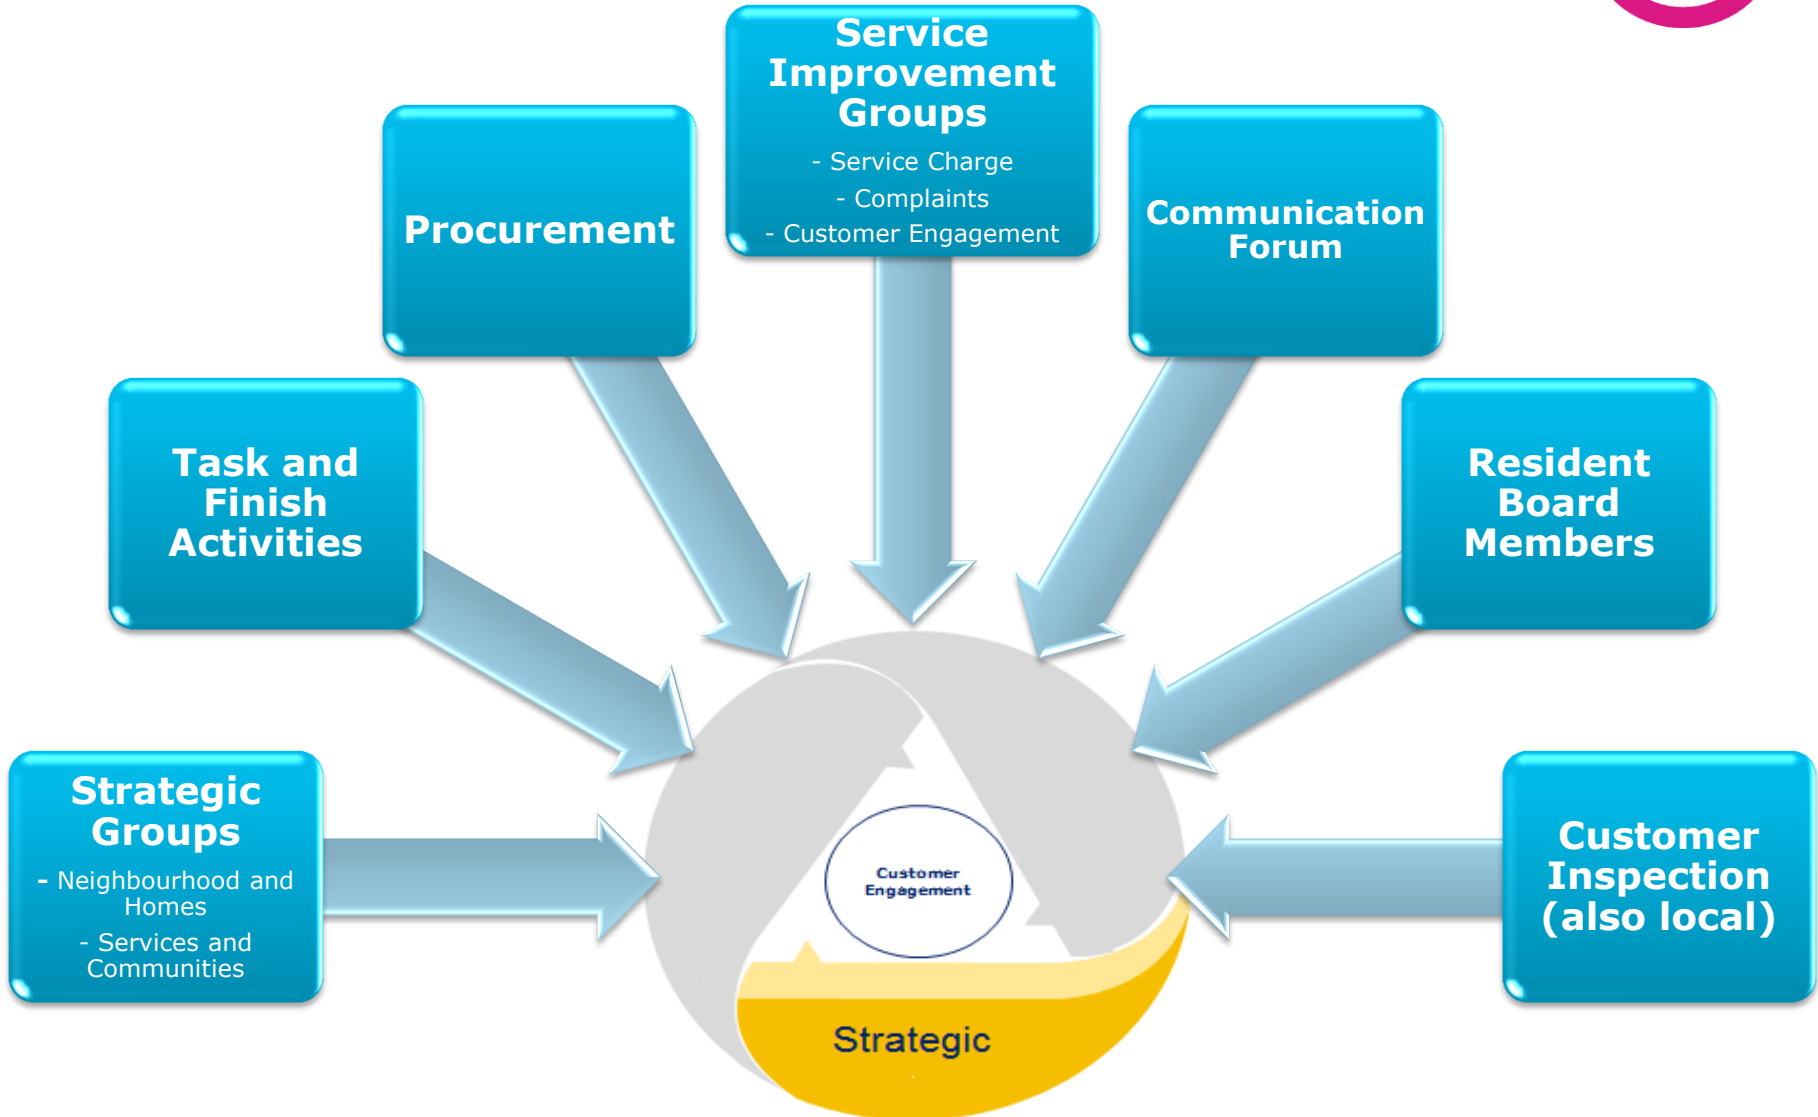 Service
Improvement
Groups
- Service Charge
- Complaints
- Customer Engagement
Procurement
Communication
Forum
Task and
Finish
Activities
Resident
Board
Members
Strategic
Groups
- Neighbourhood and
Homes
- Services and
Communities
Customer
Inspection
(also local)
Customer
Engagement
Strategic